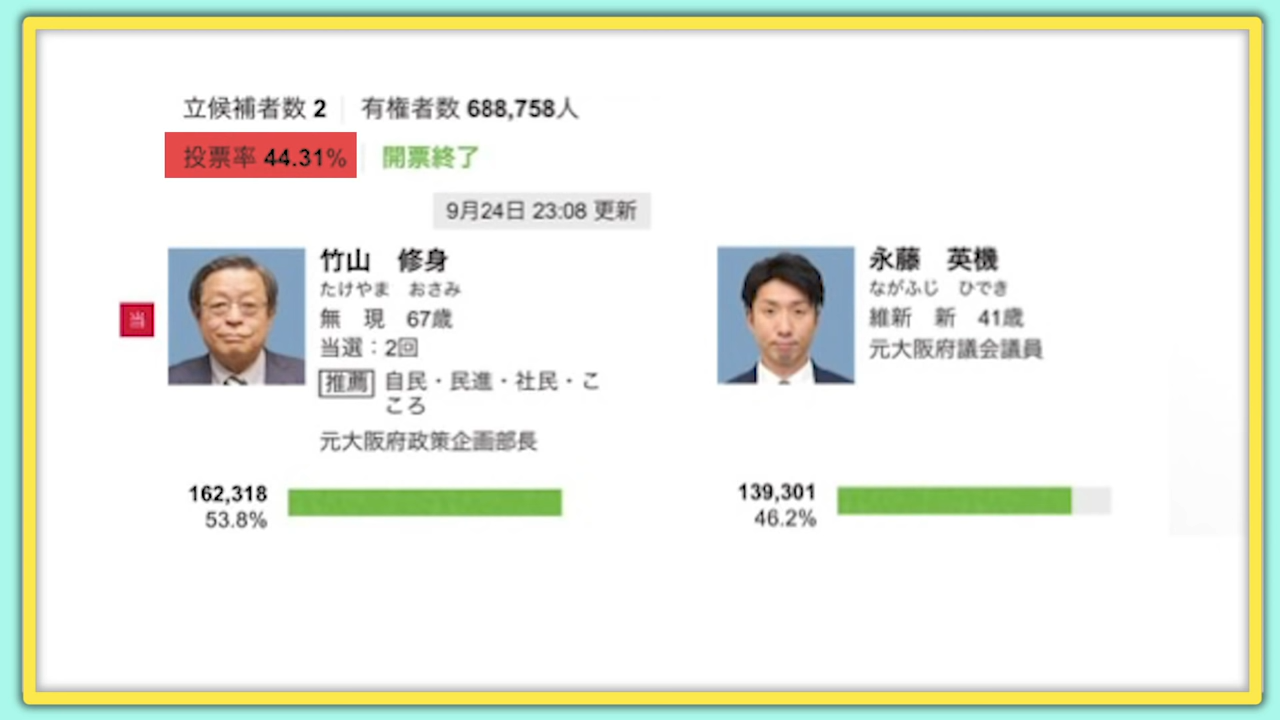 立候補者数 2 有権者数 688,758人
投票率 44.31% 開票終了
9月24日 23:08 更新
当
竹山 修身
たけやま おさみ
無 現 67歳
当選：2回
推薦 自民・民進・社民・こ
ころ
元大阪府政策企画部長
162,318
53.8%
永藤 英機
ながふじ ひでき
維新 新 41歳
元大阪府議会議員
139,301
46.2%